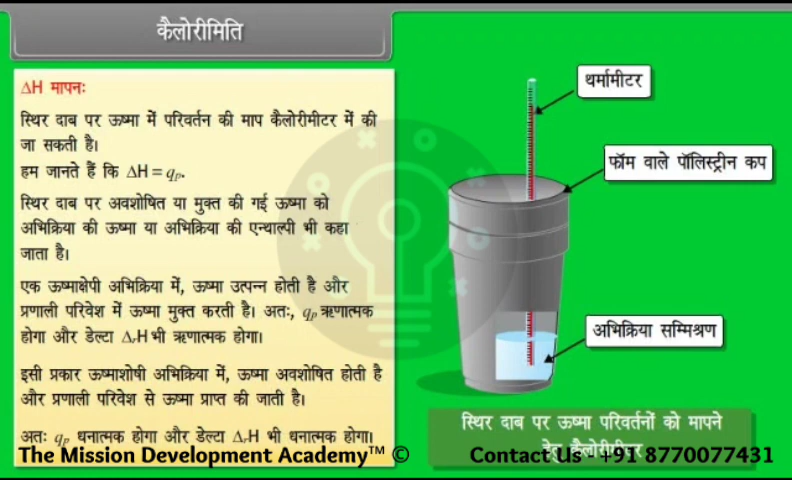 कैलोरीमिति
ΔH मापनः
स्थिर दाब पर ऊष्मा में परिवर्तन की माप कैलोरीमीटर में की
जा सकती है।
हम जानते हैं कि ΔH = qₚ.
स्थिर दाब पर अवशोषित या मुक्त की गई ऊष्मा को
अभिक्रिया की ऊष्मा या अभिक्रिया की एन्थाल्पी भी कहा
जाता है।
एक ऊष्माक्षेपी अभिक्रिया में, ऊष्मा उत्पन्न होती है और
प्रणाली परिवेश में ऊष्मा मुक्त करती है। अतः, qₚ ऋणात्मक
होगा और डेल्टा ΔᵣH भी ऋणात्मक होगा।
इसी प्रकार ऊष्माशोषी अभिक्रिया में, ऊष्मा अवशोषित होती है
और प्रणाली परिवेश से ऊष्मा प्राप्त की जाती है।
अतः qₚ धनात्मक होगा और डेल्टा ΔᵣH भी धनात्मक होगा।
थर्मामीटर
फॉम वाले पॉलिस्ट्रीन कप
अभिक्रिया सम्मिश्रण
स्थिर दाब पर ऊष्मा परिवर्तनों को मापने
हेतु कैलोरीमीटर
The Mission Development Academy™ ©
Contact Us - +91 8770077431